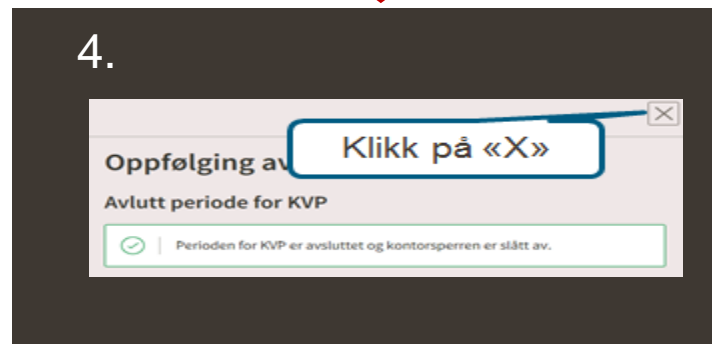 4.
Klikk på «X»
Oppfølging av
Avlutt periode for KVP
Perioden for KVP er avsluttet og kontorsperren er slått av.